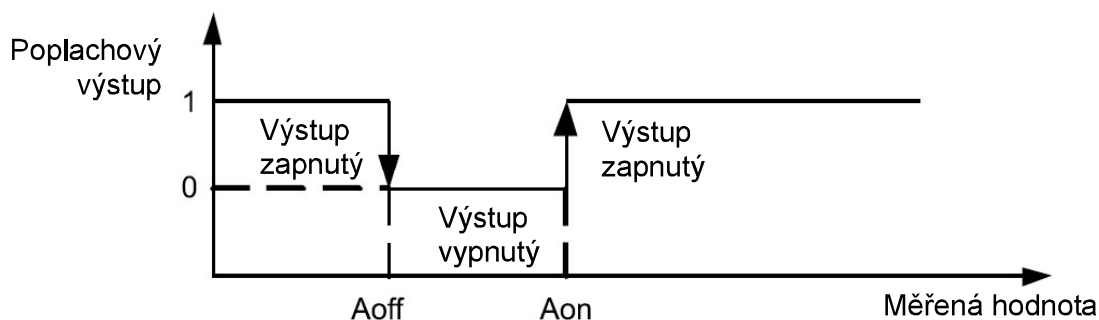 Poplachový
výstup
1
Výstup
zapnutý
Výstup
zapnutý
0
Výstup
vypnutý
Aoff
Aon
Měřená hodnota